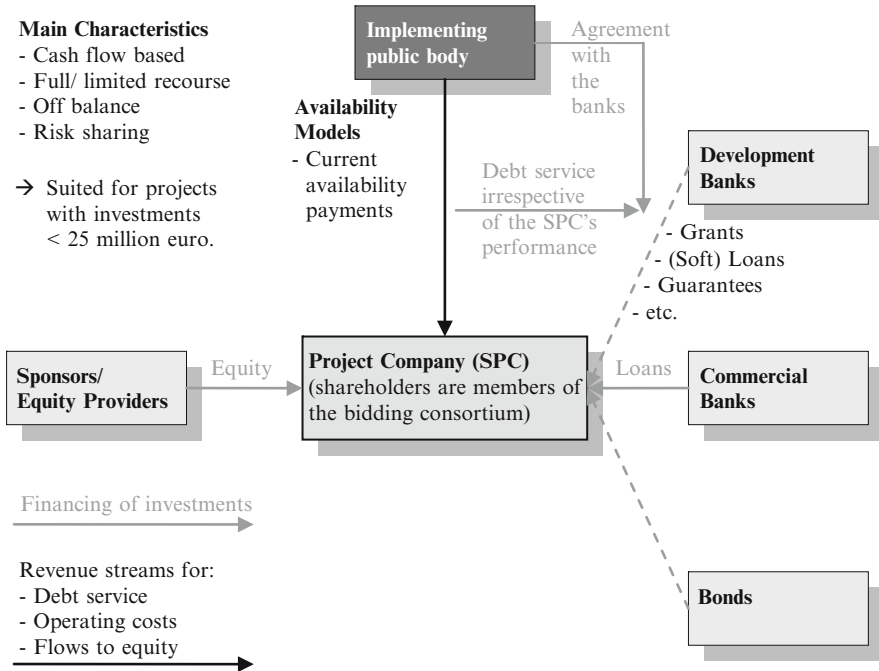 Main Characteristics
- Cash flow based
- Full/ limited recourse
- Off balance
- Risk sharing
→ Suited for projects
with investments
< 25 million euro.
Implementing
public body
Agreement
with
the
banks
Availability
Models
- Current
availability
payments
Debt service
irrespective
of the SPC's
performance
Development
Banks
- Grants
- (Soft) Loans
- Guarantees
- etc.
Sponsors/
Equity Providers
Equity
Project Company (SPC)
(shareholders are members of
the bidding consortium)
Loans
Commercial
Banks
Financing of investments
Revenue streams for:
- Debt service
- Operating costs
- Flows to equity
Bonds